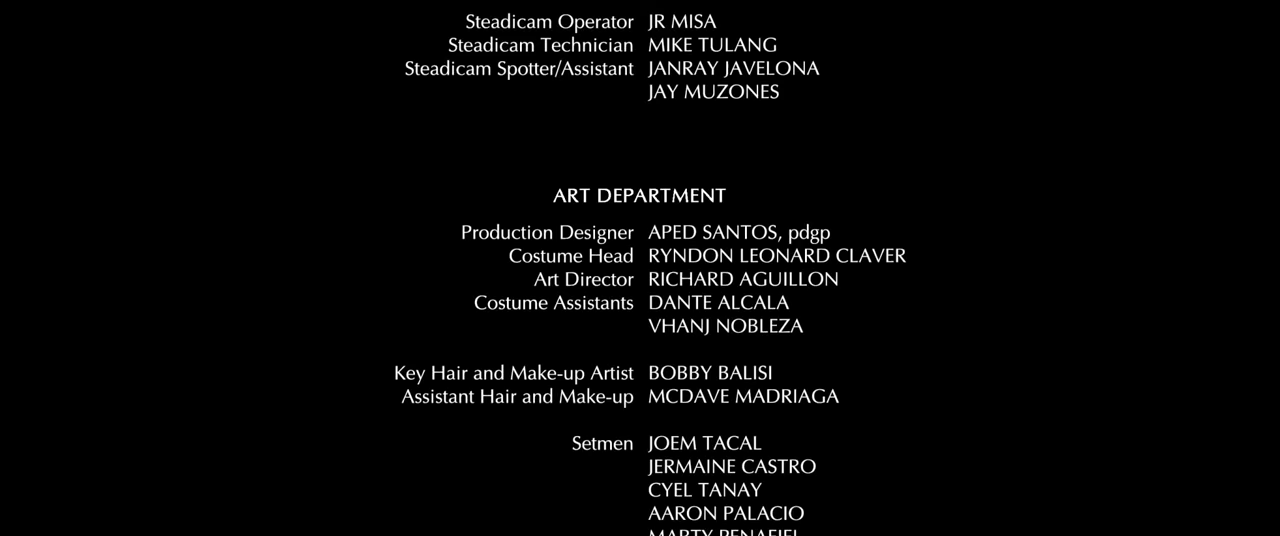 Steadicam Operator JR MISA
Steadicam Technician MIKE TULANG
Steadicam Spotter/Assistant JANRAY JAVELONA
JAY MUZONES
ART DEPARTMENT
Production Designer APED SANTOS, pdgp
Costume Head RYNDON LEONARD CLAVER
Art Director RICHARD AGUILLON
Costume Assistants DANTE ALCALA
VHANJ NOBLEZA
Key Hair and Make-up Artist BOBBY BALISI
Assistant Hair and Make-up MCDAVE MADRIAGA
Setmen JOEM TACAL
JERMAINE CASTRO
CYEL TANAY
AARON PALACIO
MARTY